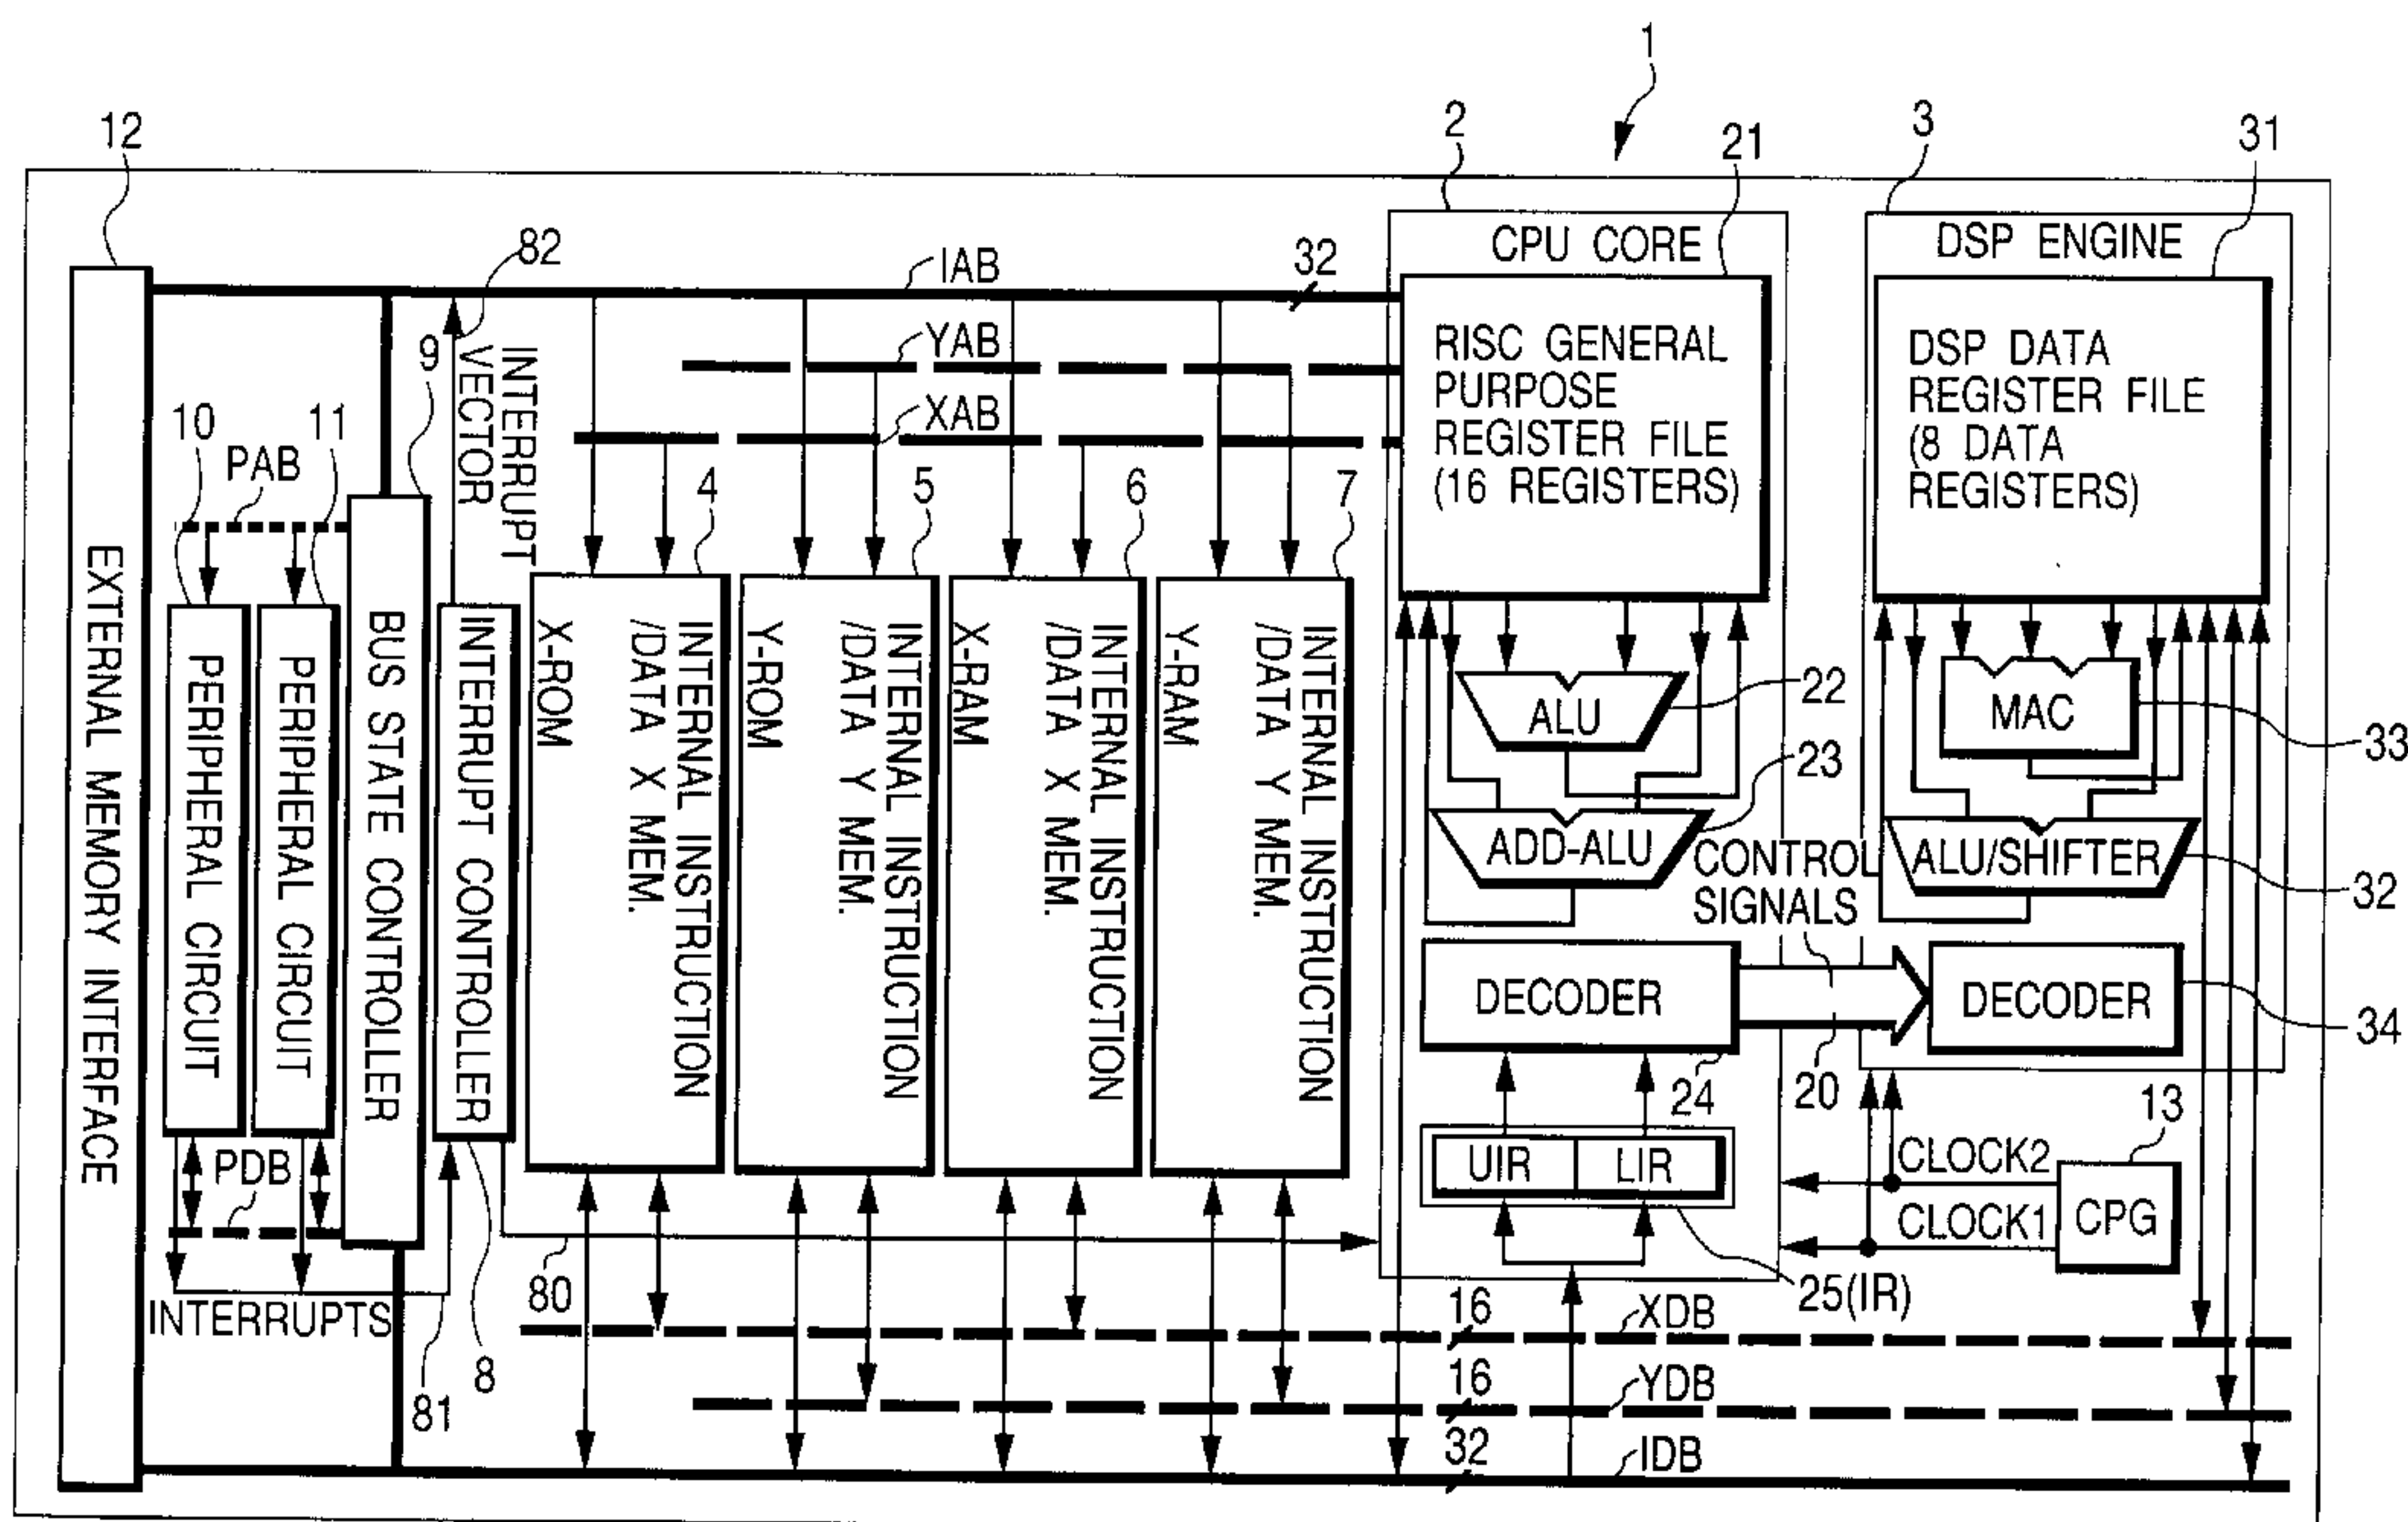 1
12
2
21
3
31
CPU CORE
DSP ENGINE
82
IAB
32
YAB
XAB
9
INTERRUPT
VECTOR
10
PAB
11
4
5
6
7
RISC GENERAL
PURPOSE
REGISTER FILE
(16 REGISTERS)
DSP DATA
REGISTER FILE
(8 DATA
REGISTERS)
EXTERNAL MEMORY INTERFACE
PERIPHERAL CIRCUIT
PERIPHERAL CIRCUIT
BUS STATE CONTROLLER
INTERRUPT CONTROLLER
INTERNAL INSTRUCTION
/DATA X MEM.
X-ROM
INTERNAL INSTRUCTION
/DATA Y MEM.
Y-ROM
INTERNAL INSTRUCTION
/DATA X MEM.
X-RAM
INTERNAL INSTRUCTION
/DATA Y MEM.
Y-RAM
ALU
22
MAC
33
ADD-ALU
23
CONTROL
SIGNALS
ALU/SHIFTER
32
DECODER
24
20
DECODER
34
UIR
LIR
25(IR)
CLOCK2
CLOCK1
13
CPG
PDB
INTERRUPTS
81
8
80
16
XDB
16
YDB
32
IDB